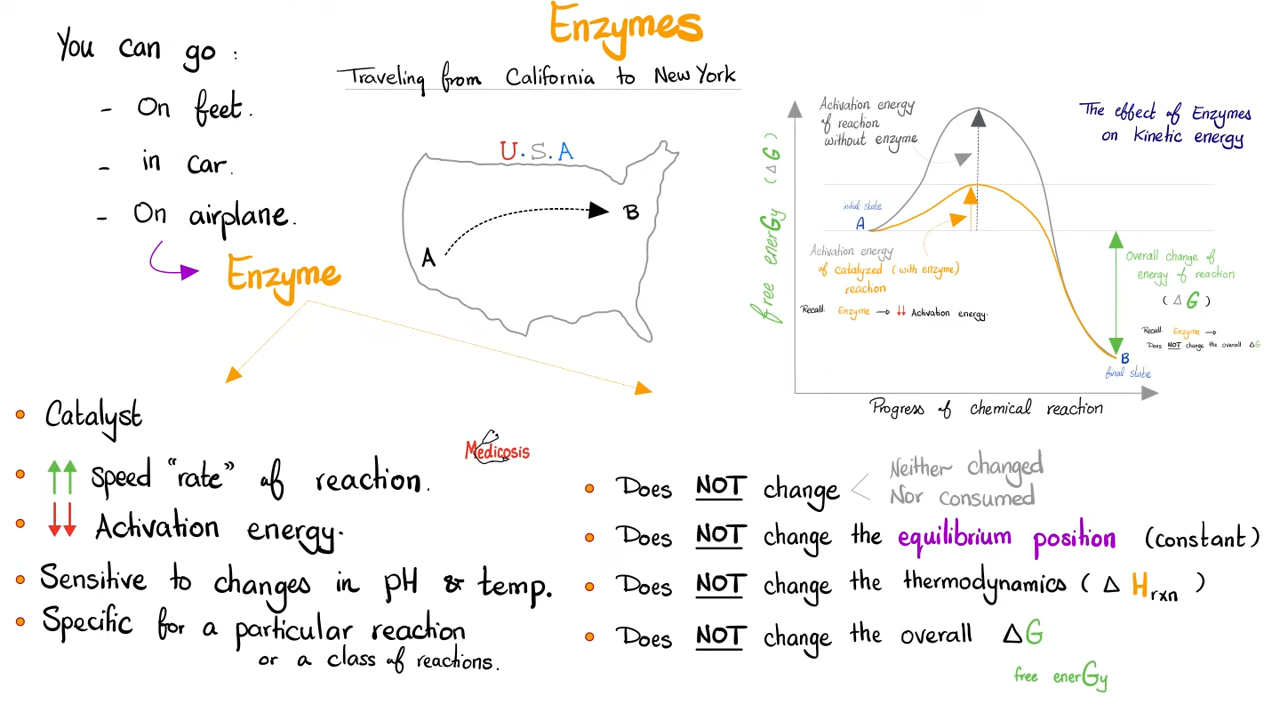 Enzymes
You can go :
- On feet.
- in car.
- On airplane.
Enzyme
Traveling from California to New York
U.S.A
A
B
free enerGy (ΔG)
Activation energy
of reaction
without enzyme
The effect of Enzymes
on Kinetic energy
initial state
A
Activation energy
of catalyzed (with enzyme)
reaction
Recall: Enzyme → ↓↓ Activation energy.
Overall change of
energy of reaction
(ΔG)
Recall: Enzyme →
Does NOT change the overall ΔG
B
final state
Progress of chemical reaction
• Catalyst
• ↑↑ Speed "rate" of reaction.
• ↓↓ Activation energy.
• Sensitive to changes in pH & temp.
• Specific for a particular reaction
or a class of reactions.
Medicosis
• Does NOT change < Neither changed
Nor consumed
• Does NOT change the equilibrium position (constant)
• Does NOT change the thermodynamics (Δ Hrxn)
• Does NOT change the overall ΔG
free enerGy